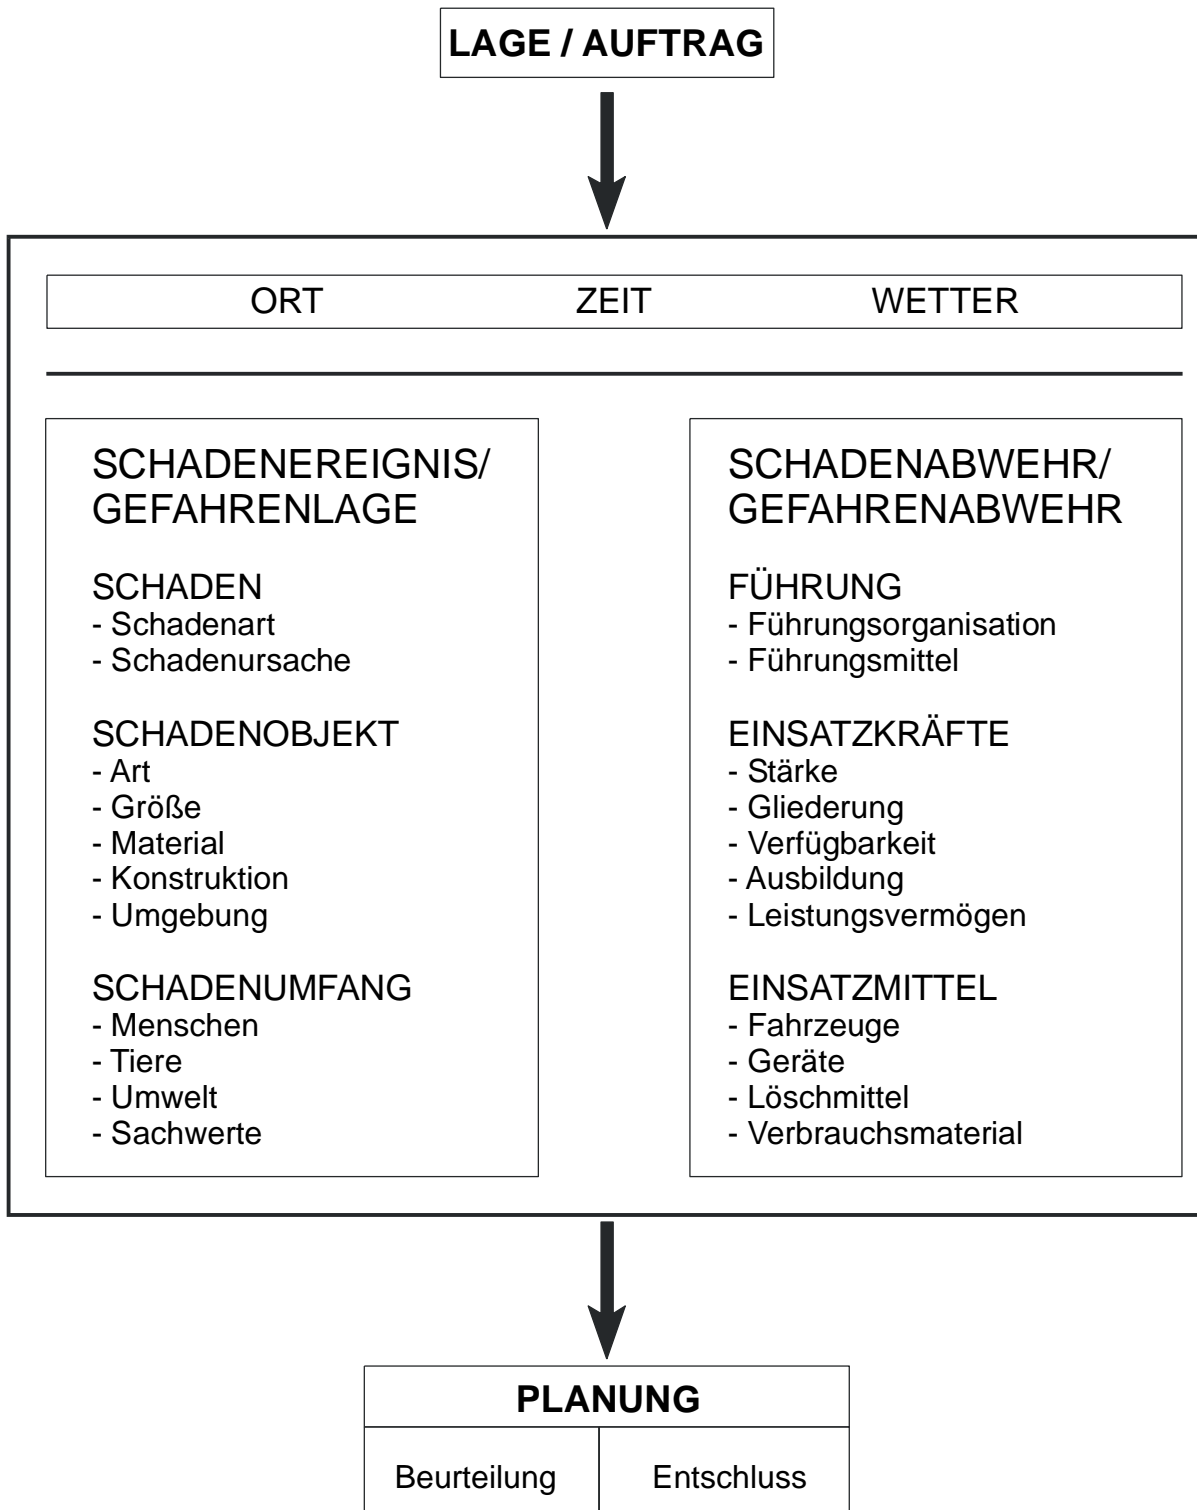 LAGE / AUFTRAG
ORT ZEIT WETTER
SCHADENEREIGNIS/
GEFAHRENLAGE
SCHADEN
- Schadenart
- Schadenursache
SCHADENOBJEKT
- Art
- Größe
- Material
- Konstruktion
- Umgebung
SCHADENUMFANG
- Menschen
- Tiere
- Umwelt
- Sachwerte
SCHADENABWEHR/
GEFAHRENABWEHR
FÜHRUNG
- Führungsorganisation
- Führungsmittel
EINSATZKRÄFTE
- Stärke
- Gliederung
- Verfügbarkeit
- Ausbildung
- Leistungsvermögen
EINSATZMITTEL
- Fahrzeuge
- Geräte
- Löschmittel
- Verbrauchsmaterial
PLANUNG
Beurteilung Entschluss